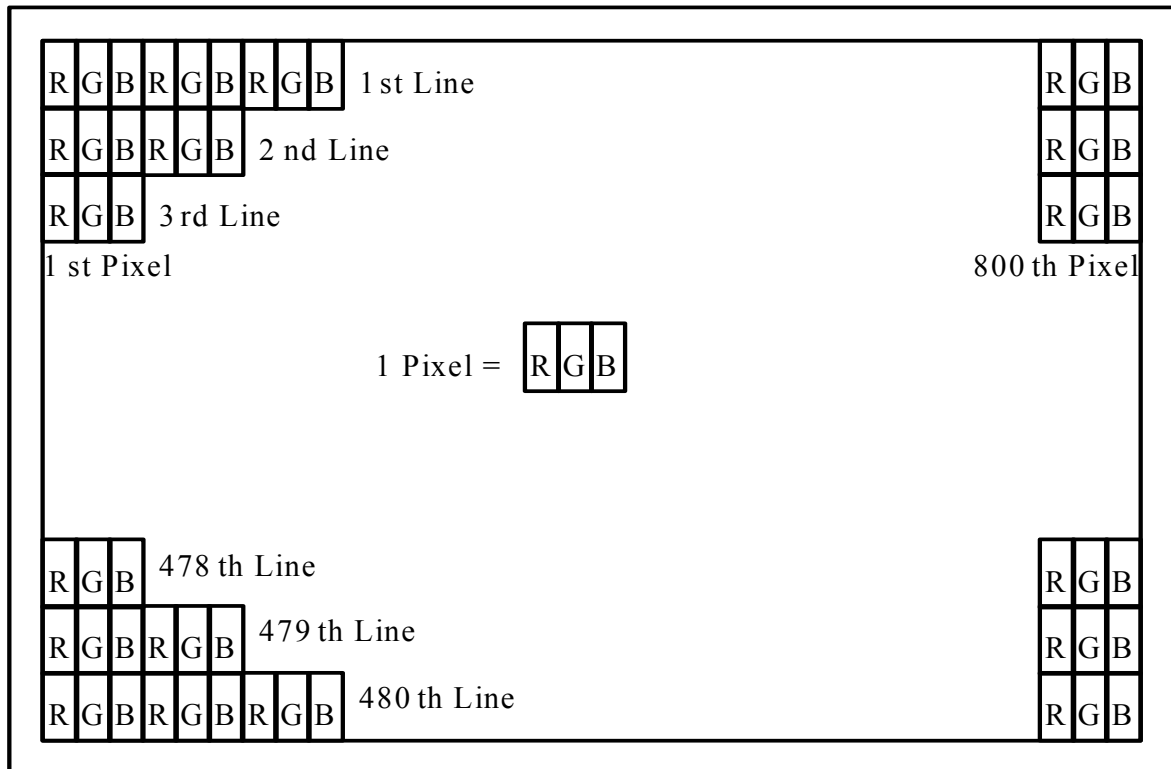 R G B R G B R G B 1 st Line R G B
R G B R G B 2 nd Line R G B
R G B 3 rd Line R G B
1 st Pixel 800 th Pixel
1 Pixel = R G B
R G B 478 th Line R G B
R G B R G B 479 th Line R G B
R G B R G B R G B 480 th Line R G B